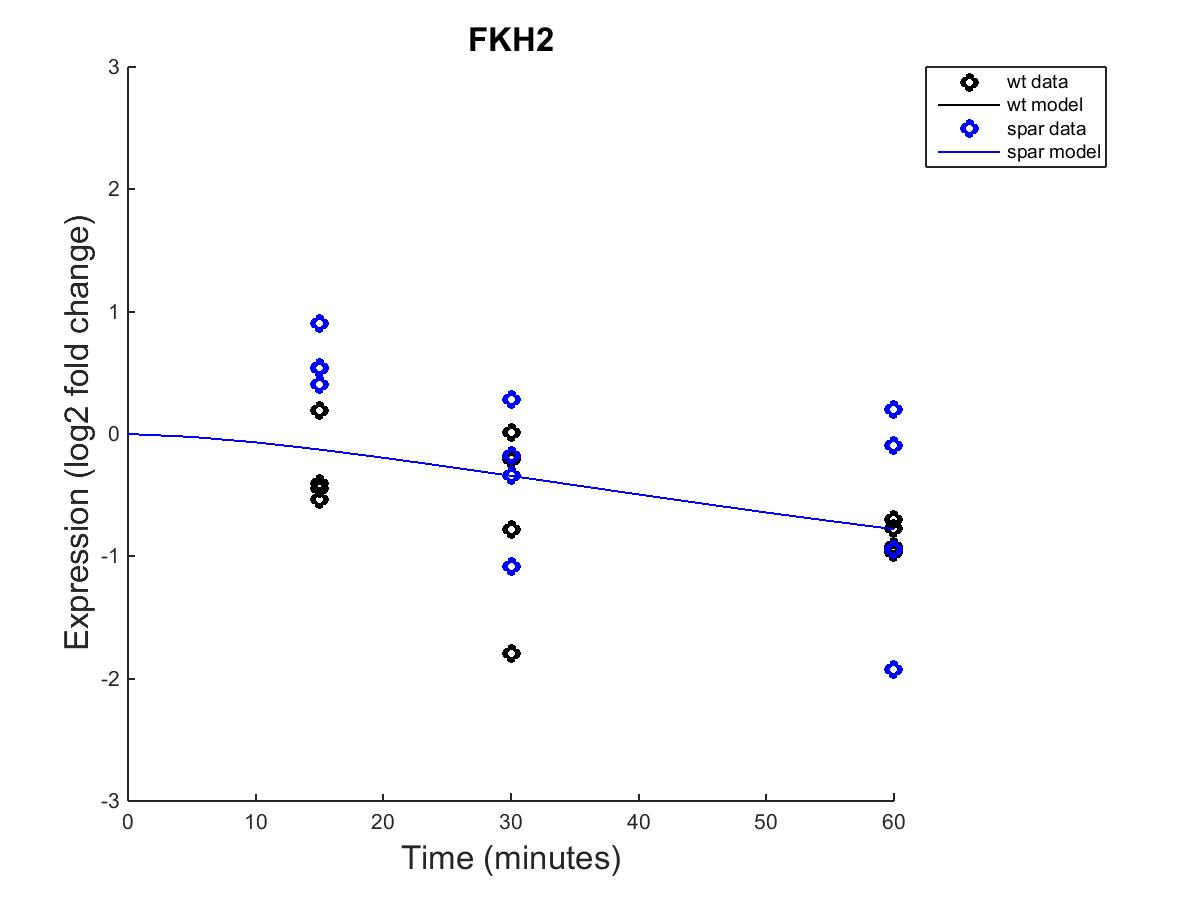 FKH2
wt data
wt model
spar data
spar model
Expression (log2 fold change)
3
2
1
0
-1
-2
-3
0 10 20 30 40 50 60
Time (minutes)